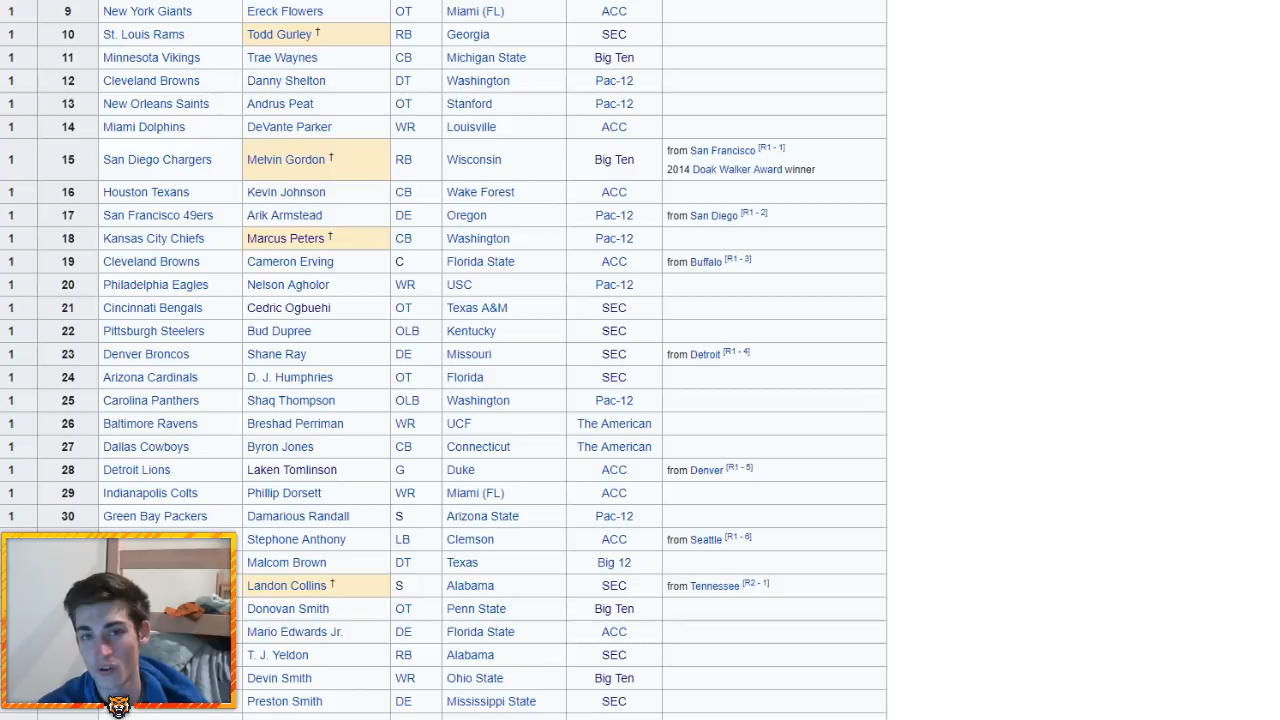 1 9 New York Giants Ereck Flowers OT Miami (FL) ACC
1 10 St. Louis Rams Todd Gurley † RB Georgia SEC
1 11 Minnesota Vikings Trae Waynes CB Michigan State Big Ten
1 12 Cleveland Browns Danny Shelton DT Washington Pac-12
1 13 New Orleans Saints Andrus Peat OT Stanford Pac-12
1 14 Miami Dolphins DeVante Parker WR Louisville ACC
1 15 San Diego Chargers Melvin Gordon † RB Wisconsin Big Ten from San Francisco [R1 - 1]
2014 Doak Walker Award winner
1 16 Houston Texans Kevin Johnson CB Wake Forest ACC
1 17 San Francisco 49ers Arik Armstead DE Oregon Pac-12 from San Diego [R1 - 2]
1 18 Kansas City Chiefs Marcus Peters † CB Washington Pac-12
1 19 Cleveland Browns Cameron Erving C Florida State ACC from Buffalo [R1 - 3]
1 20 Philadelphia Eagles Nelson Agholor WR USC Pac-12
1 21 Cincinnati Bengals Cedric Ogbuehi OT Texas A&M SEC
1 22 Pittsburgh Steelers Bud Dupree OLB Kentucky SEC
1 23 Denver Broncos Shane Ray DE Missouri SEC from Detroit [R1 - 4]
1 24 Arizona Cardinals D. J. Humphries OT Florida SEC
1 25 Carolina Panthers Shaq Thompson OLB Washington Pac-12
1 26 Baltimore Ravens Breshad Perriman WR UCF The American
1 27 Dallas Cowboys Byron Jones CB Connecticut The American
1 28 Detroit Lions Laken Tomlinson G Duke ACC from Denver [R1 - 5]
1 29 Indianapolis Colts Phillip Dorsett WR Miami (FL) ACC
1 30 Green Bay Packers Damarious Randall S Arizona State Pac-12
Stephone Anthony LB Clemson ACC from Seattle [R1 - 6]
Malcom Brown DT Texas Big 12
Landon Collins † S Alabama SEC from Tennessee [R2 - 1]
Donovan Smith OT Penn State Big Ten
Mario Edwards Jr. DE Florida State ACC
T. J. Yeldon RB Alabama SEC
Devin Smith WR Ohio State Big Ten
Preston Smith DE Mississippi State SEC